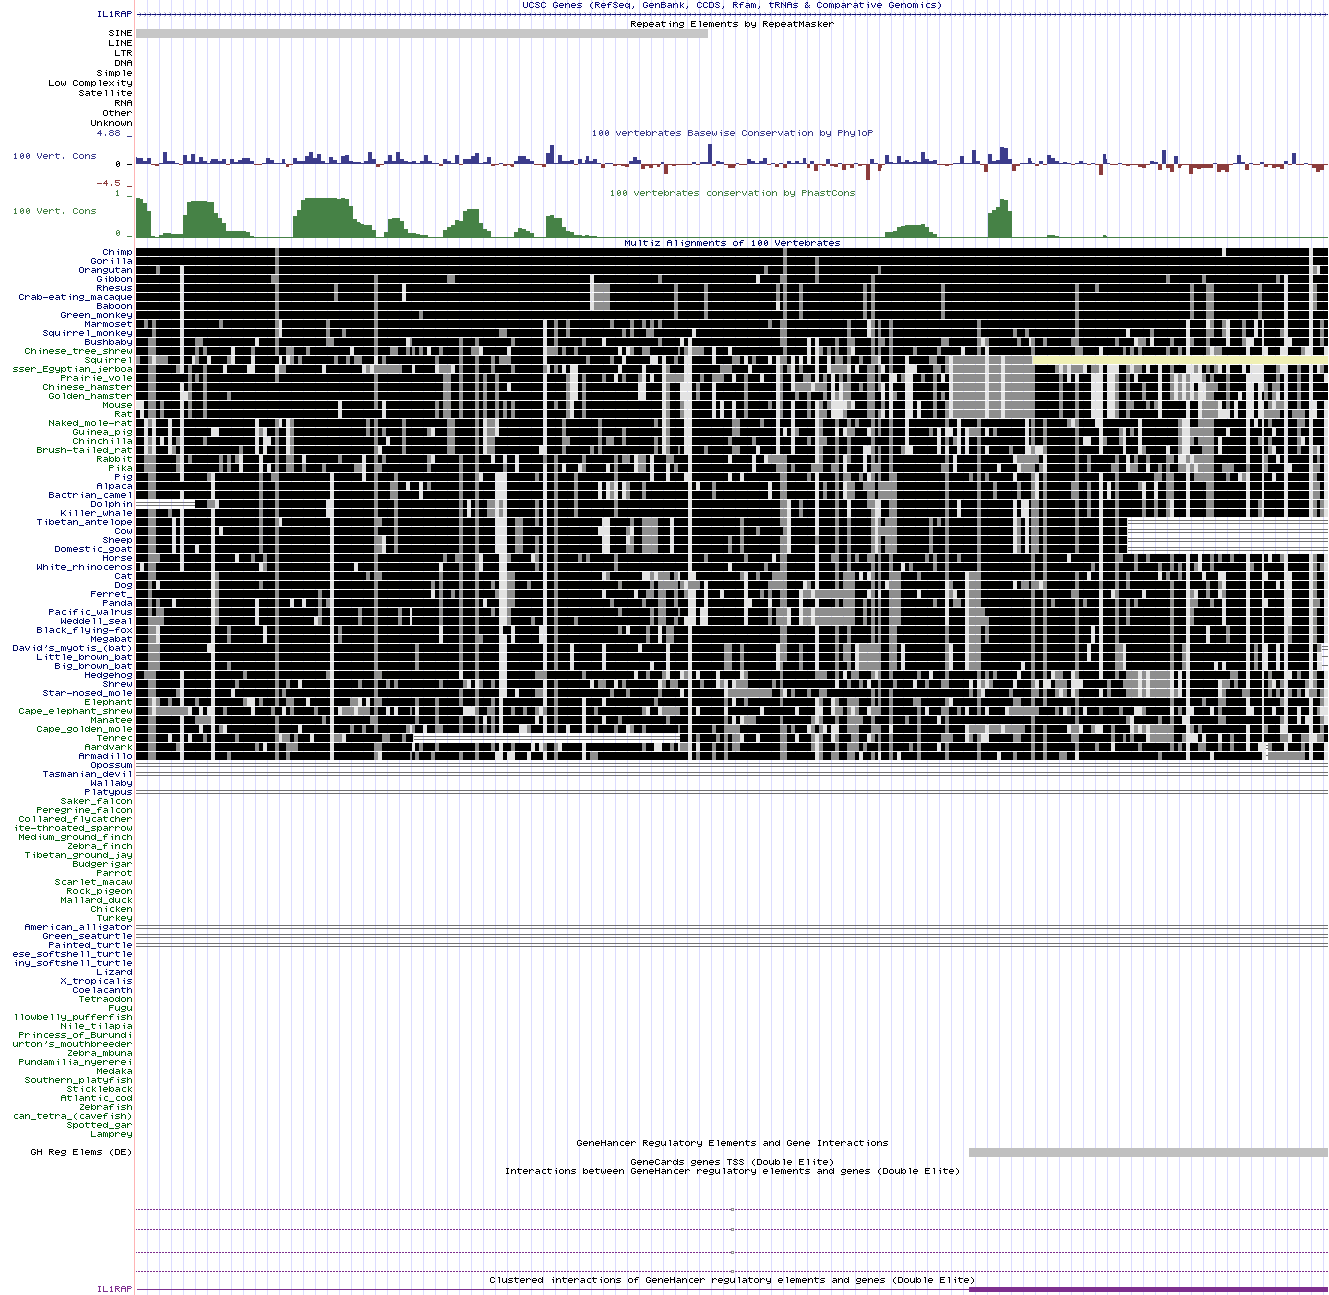 UCSC Genes (RefSeq, GenBank, CCDS, Rfam, tRNAs & Comparative Genomics)
IL1RAP
Repeating Elements by RepeatMasker
SINE
LINE
LTR
DNA
Simple
Low Complexity
Satellite
RNA
Other
Unknown
4.88 _
100 vertebrates Basewise Conservation by PhyloP
100 Vert. Cons
0 -
-4.5 _
1 _
100 vertebrates conservation by PhastCons
100 Vert. Cons
0 _
Multiz Alignments of 100 Vertebrates
Chimp
Gorilla
Orangutan
Gibbon
Rhesus
Crab-eating_macaque
Baboon
Green_monkey
Marmoset
Squirrel_monkey
Bushbaby
Chinese_tree_shrew
Squirrel
sser_Egyptian_jerboa
Prairie_vole
Chinese_hamster
Golden_hamster
Mouse
Rat
Naked_mole-rat
Guinea_pig
Chinchilla
Brush-tailed_rat
Rabbit
Pika
Pig
Alpaca
Bactrian_camel
Dolphin
Killer_whale
Tibetan_antelope
Cow
Sheep
Domestic_goat
Horse
White_rhinoceros
Cat
Dog
Ferret_
Panda
Pacific_walrus
Weddell_seal
Black_flying-fox
Megabat
David's_myotis_(bat)
Little_brown_bat
Big_brown_bat
Hedgehog
Shrew
Star-nosed_mole
Elephant
Cape_elephant_shrew
Manatee
Cape_golden_mole
Tenrec
Aardvark
Armadillo
Opossum
Tasmanian_devil
Wallaby
Platypus
Saker_falcon
Peregrine_falcon
Collared_flycatcher
ite-throated_sparrow
Medium_ground_finch
Zebra_finch
Tibetan_ground_jay
Budgerigar
Parrot
Scarlet_macaw
Rock_pigeon
Mallard_duck
Chicken
Turkey
American_alligator
Green_seaturtle
Painted_turtle
ese_softshell_turtle
iny_softshell_turtle
Lizard
X_tropicalis
Coelacanth
Tetraodon
Fugu
llowbelly_pufferfish
Nile_tilapia
Princess_of_Burundi
urton's_mouthbreeder
Zebra_mbuna
Pundamilia_nyererei
Medaka
Southern_platyfish
Stickleback
Atlantic_cod
Zebrafish
can_tetra_(cavefish)
Spotted_gar
Lamprey
GeneHancer Regulatory Elements and Gene Interactions
GH Reg Elems (DE)
GeneCards genes TSS (Double Elite)
Interactions between GeneHancer regulatory elements and genes (Double Elite)
Clustered interactions of GeneHancer regulatory elements and genes (Double Elite)
IL1RAP